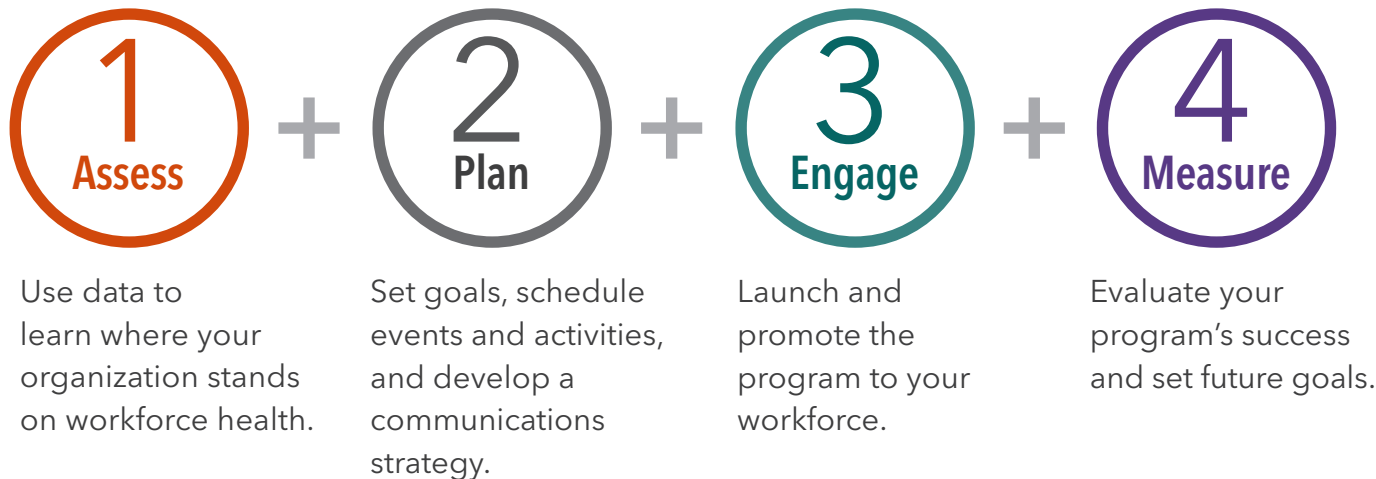 1
Assess
+
2
Plan
+
3
Engage
+
4
Measure
Use data to
learn where your
organization stands
on workforce health.
Set goals, schedule
events and activities,
and develop a
communications
strategy.
Launch and
promote the
program to your
workforce.
Evaluate your
program’s success
and set future goals.